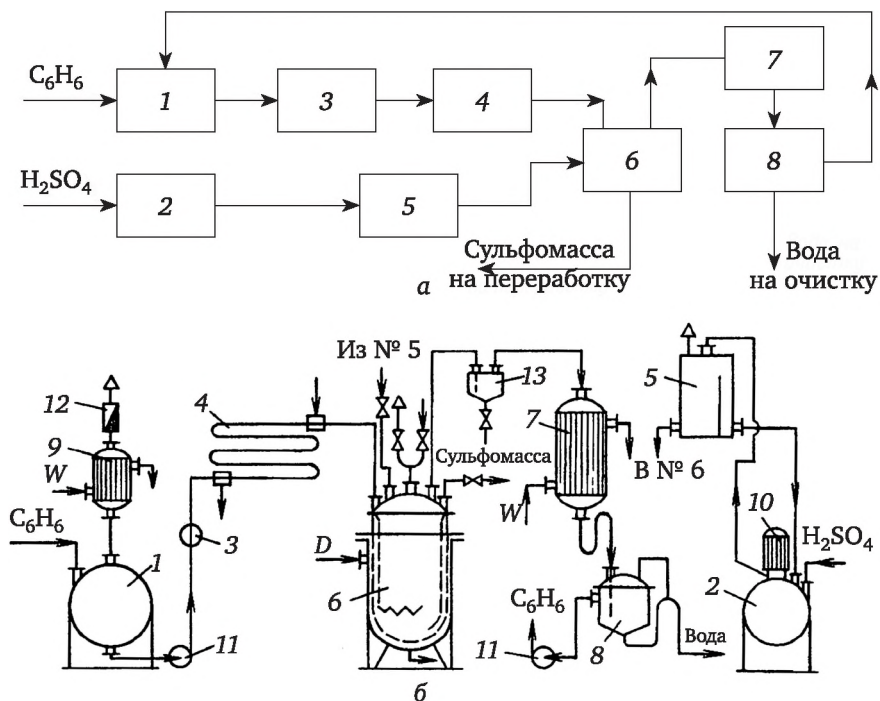 C₆H₆
1
3
4
7
H₂SO₄
2
5
6
8
Сульфомасса
на переработку
Вода
на очистку
а
Из № 5
12
9
W
C₆H₆
1
11
3
4
D
6
13
Сульфомасса
7
W
В № 6
5
10
H₂SO₄
2
C₆H₆
11
8
Вода
б